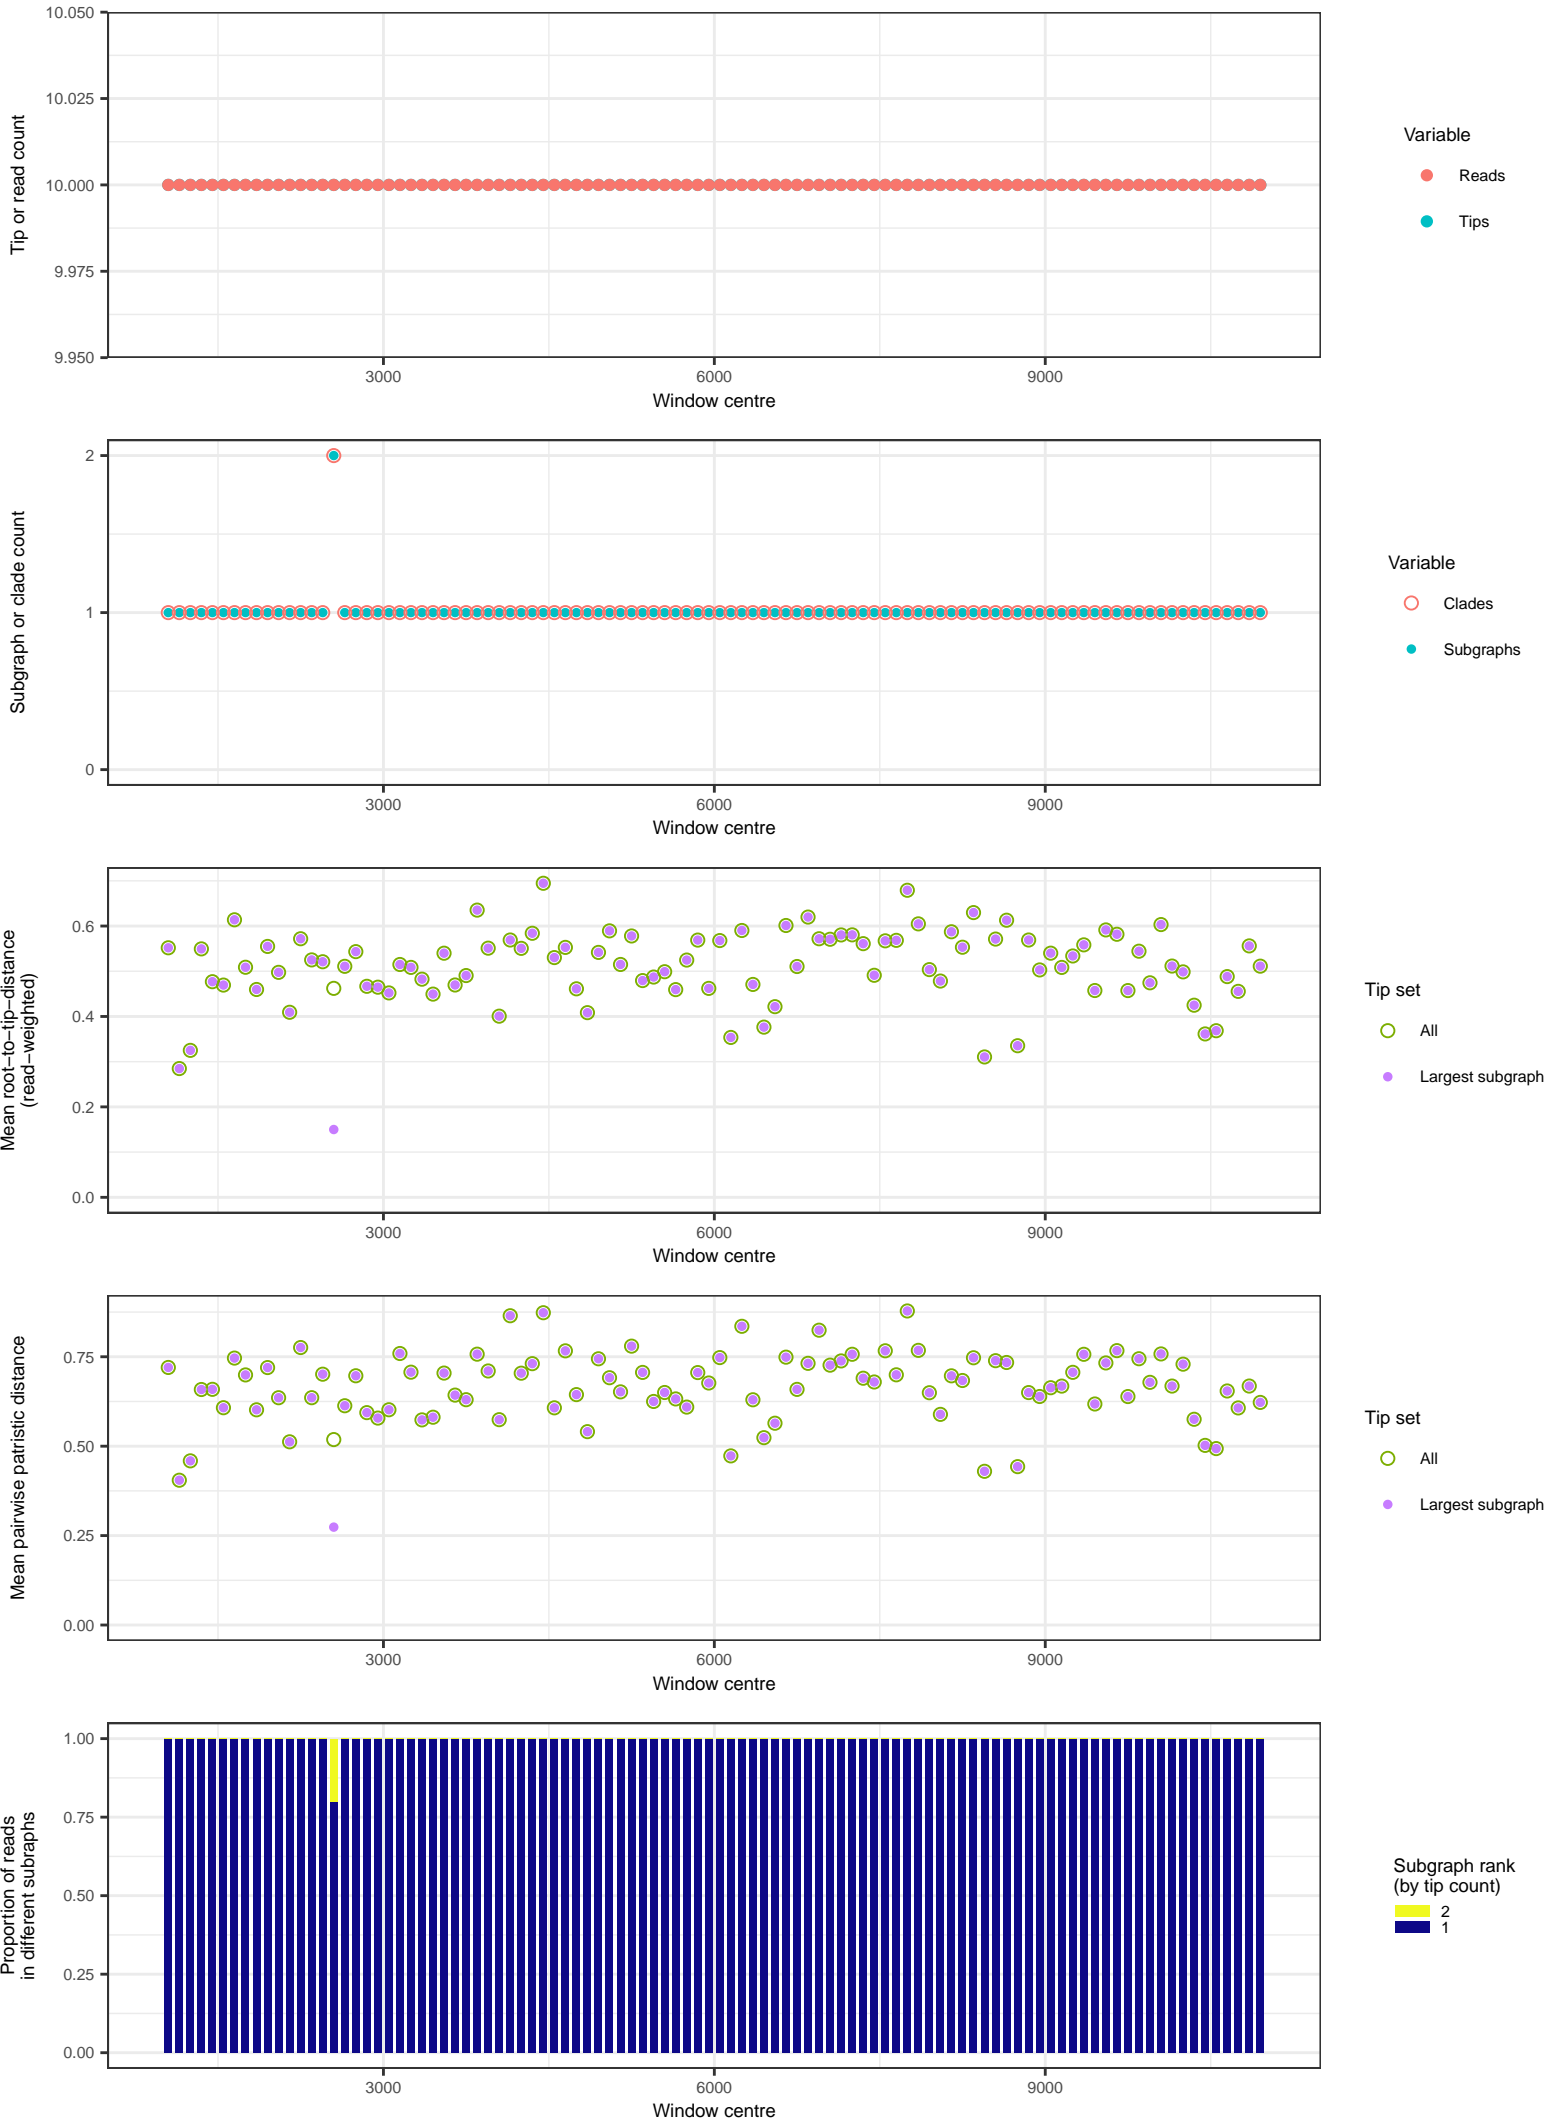 10.050
10.025
10.000
9.975
9.950
Tip or read count
3000 6000 9000
Window centre
Variable
Reads
Tips
2
1
0
Subgraph or clade count
3000 6000 9000
Window centre
Variable
Clades
Subgraphs
0.6
0.4
0.2
0.0
Mean root−to−tip−distance
(read−weighted)
3000 6000 9000
Window centre
Tip set
All
Largest subgraph
0.75
0.50
0.25
0.00
Mean pairwise patristic distance
3000 6000 9000
Window centre
Tip set
All
Largest subgraph
1.00
0.75
0.50
0.25
0.00
Proportion of reads
in different subraphs
3000 6000 9000
Window centre
Subgraph rank
(by tip count)
2
1